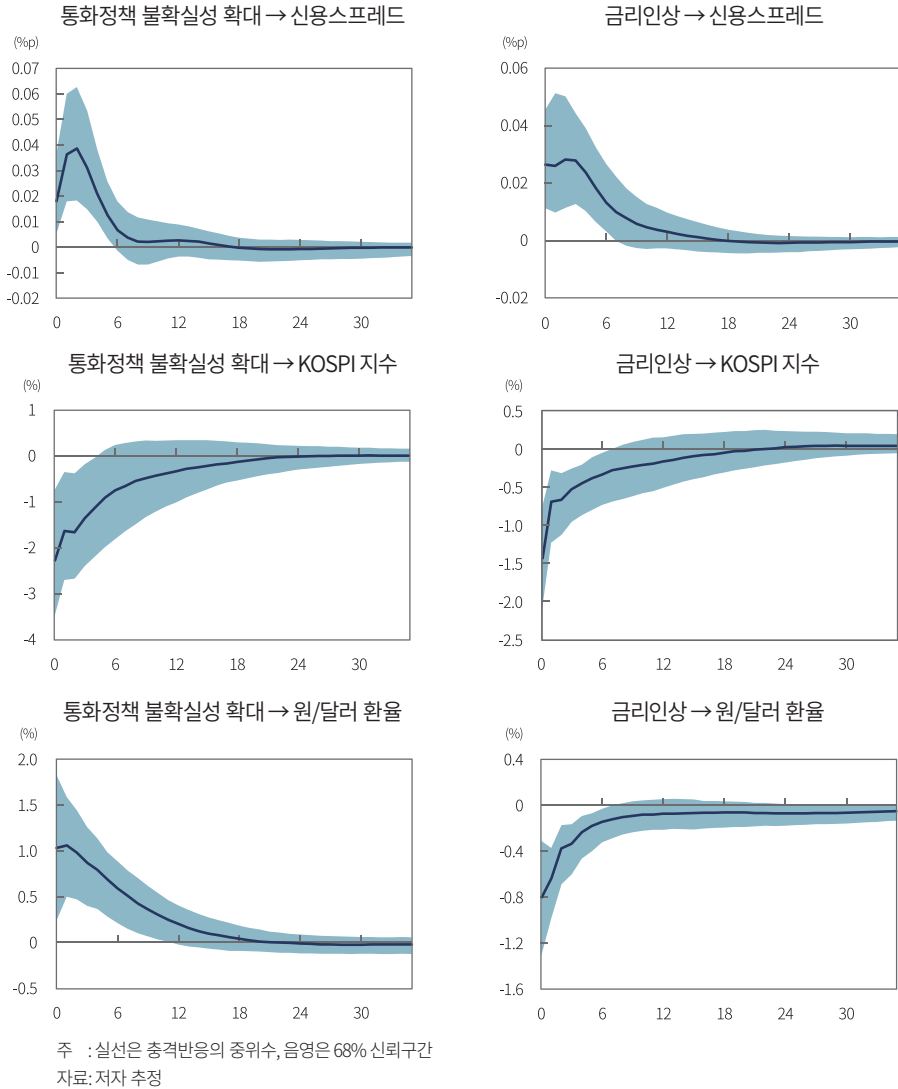 통화정책 불확실성 확대 → 신용스프레드
(%p)
0.07
0.06
0.05
0.04
0.03
0.02
0.01
0
-0.01
-0.02
0 6 12 18 24 30
금리인상 → 신용스프레드
(%p)
0.06
0.04
0.02
0
-0.02
0 6 12 18 24 30
통화정책 불확실성 확대 → KOSPI 지수
(%)
1
0
-1
-2
-3
-4
0 6 12 18 24 30
금리인상 → KOSPI 지수
(%)
0.5
0
-0.5
-1.0
-1.5
-2.0
-2.5
0 6 12 18 24 30
통화정책 불확실성 확대 → 원/달러 환율
(%)
2.0
1.5
1.0
0.5
0
-0.5
0 6 12 18 24 30
금리인상 → 원/달러 환율
(%)
0.4
0
-0.4
-0.8
-1.2
-1.6
0 6 12 18 24 30
주 : 실선은 충격반응의 중위수, 음영은 68% 신뢰구간
자료: 저자 추정